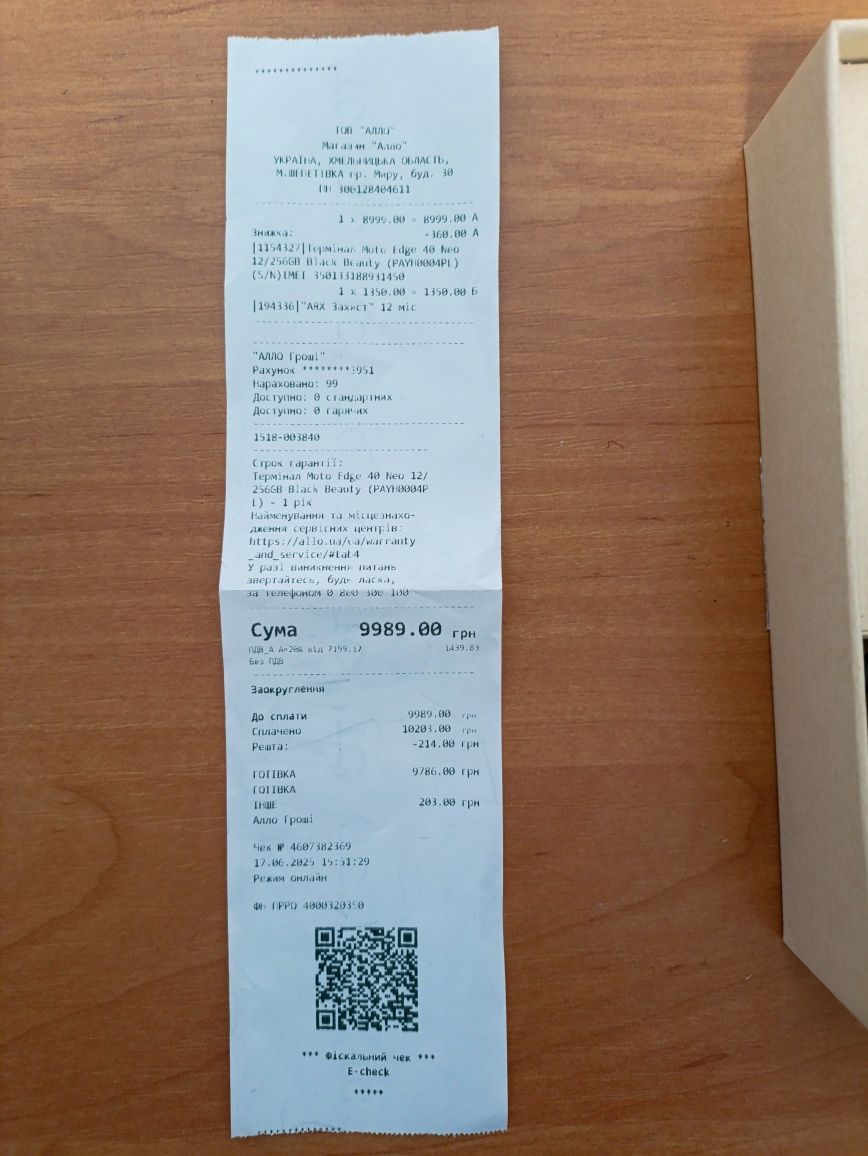 **************
ТОВ "АЛЛО"
Магазин "Алло"
УКРАЇНА, ХМЕЛЬНИЦЬКА ОБЛАСТЬ,
М.ШЕПЕТІВКА пр. Миру, буд. 30
ПН 306128404611
1 x 8999.00 = 8999.00 А
Знижка: -360.00 А
|1154327|Термінал Moto Edge 40 Neo
12/256GB Black Beauty (PAYH0004PL)
(S/N)IMEI 350133188931450
1 x 1350.00 = 1350.00 Б
|194336|"ARX Захист" 12 міс
"АЛЛО Гроші"
Рахунок ********3951
Нараховано: 99
Доступно: 0 стандартних
Доступно: 0 гарячих
1518-003840
Строк гарантії:
Термінал Moto Edge 40 Neo 12/
256GB Black Beauty (PAYH0004P
L) - 1 рік
Найменування та місцезнахо-
дження сервісних центрів:
https://allo.ua/ua/warranty
_and_service/#tat4
У разі виникнення питань
звертайтесь, будь ласка,
за телефоном 0 800 300 100
Сума 9989.00 грн
ПДВ_А А=20% від 7199.17 1439.83
Без ПДВ
Заокруглення
До сплати 9989.00 грн
Сплачено 10203.00 грн
Решта: -214.00 грн
ГОТІВКА 9786.00 грн
ГОТІВКА
ІНШЕ 203.00 грн
Алло Гроші
Чек № 4607382369
17.06.2025 15:51:29
Режим онлайн
ФН ПРРО 4000320350
*** Фіскальний чек ***
E-check
*****